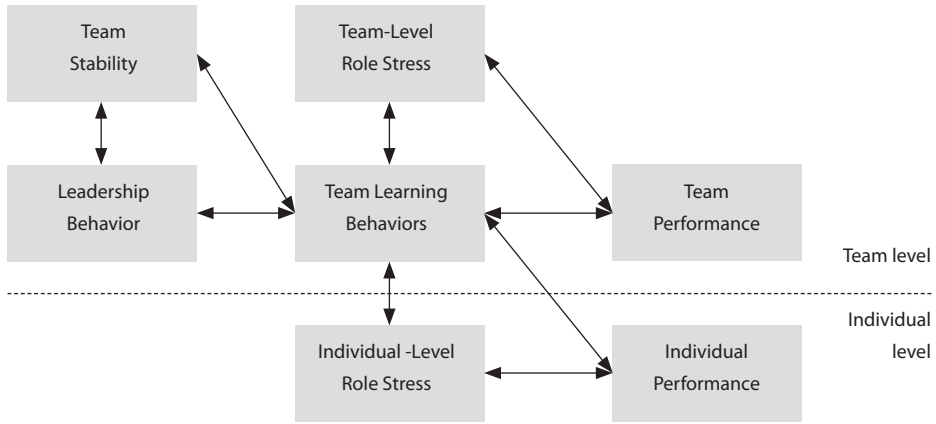 Team
Stability
Team-Level
Role Stress
Leadership
Behavior
Team Learning
Behaviors
Team
Performance
Team level
Individual
level
Individual -Level
Role Stress
Individual
Performance